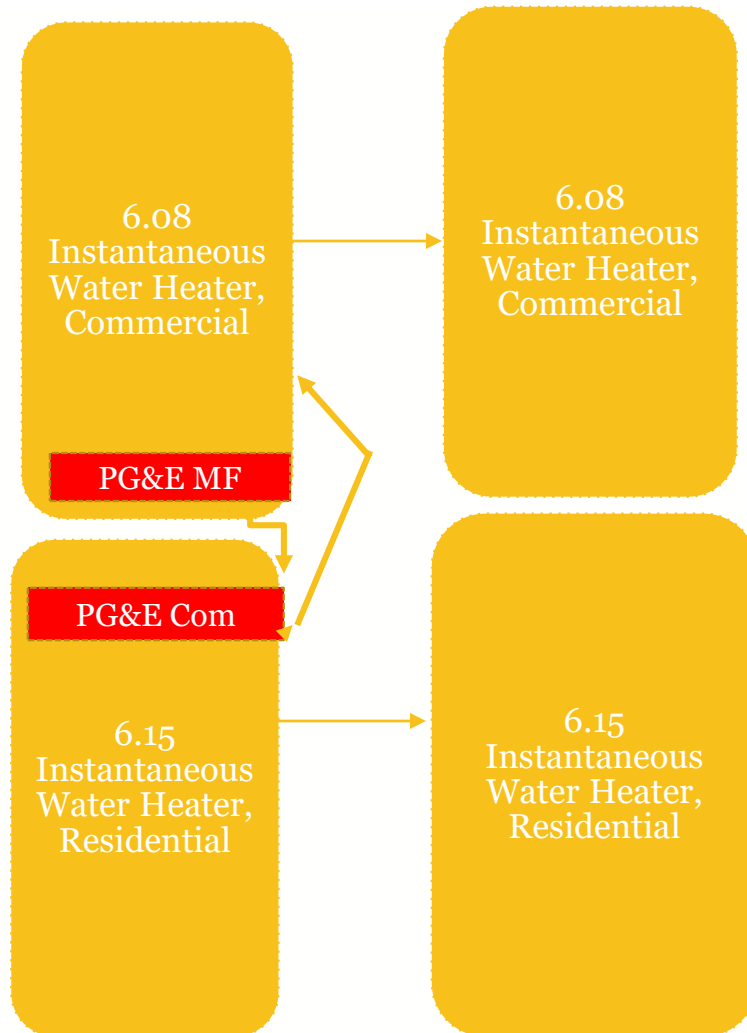 6.08
Instantaneous
Water Heater,
Commercial
PG&E MF
6.08
Instantaneous
Water Heater,
Commercial
PG&E Com
6.15
Instantaneous
Water Heater,
Residential
6.15
Instantaneous
Water Heater,
Residential